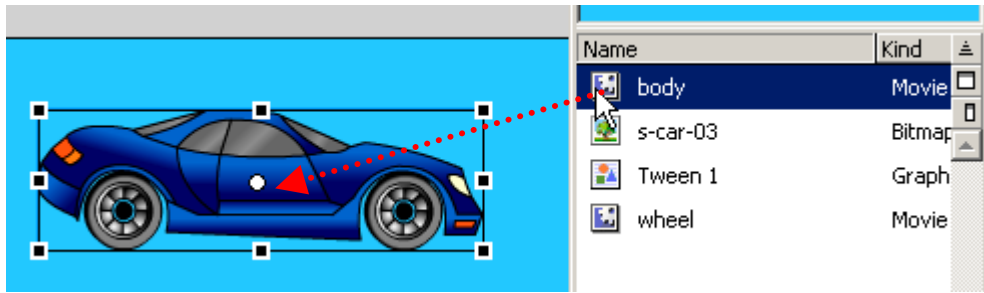 Name Kind
body Movie
s-car-03 Bitmap
Tween 1 Graph
wheel Movie